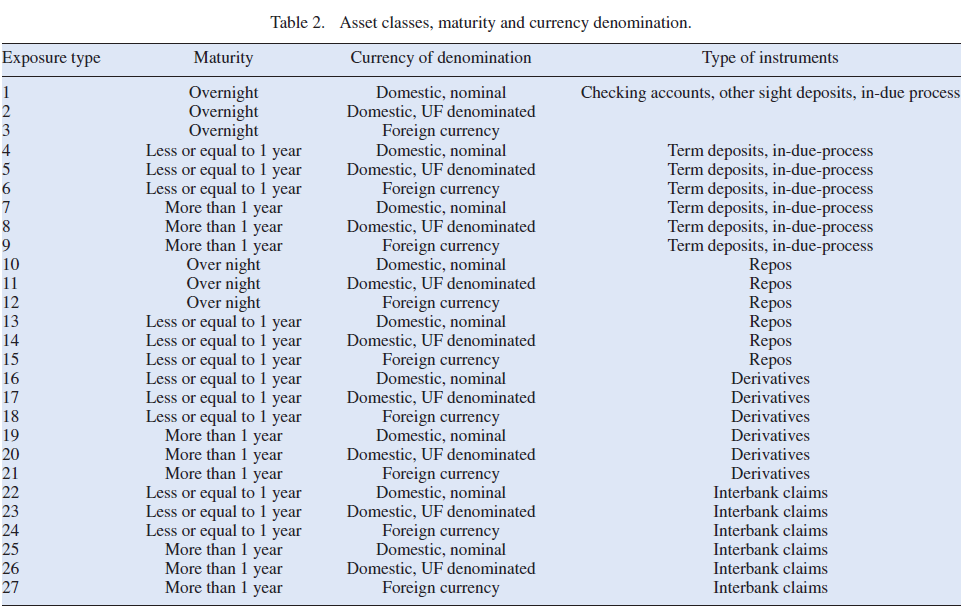 Table 2. Asset classes, maturity and currency denomination.
Exposure type Maturity Currency of denomination Type of instruments
1 Overnight Domestic, nominal Checking accounts, other sight deposits, in-due process
2 Overnight Domestic, UF denominated
3 Overnight Foreign currency
4 Less or equal to 1 year Domestic, nominal Term deposits, in-due-process
5 Less or equal to 1 year Domestic, UF denominated Term deposits, in-due-process
6 Less or equal to 1 year Foreign currency Term deposits, in-due-process
7 More than 1 year Domestic, nominal Term deposits, in-due-process
8 More than 1 year Domestic, UF denominated Term deposits, in-due-process
9 More than 1 year Foreign currency Term deposits, in-due-process
10 Over night Domestic, nominal Repos
11 Over night Domestic, UF denominated Repos
12 Over night Foreign currency Repos
13 Less or equal to 1 year Domestic, nominal Repos
14 Less or equal to 1 year Domestic, UF denominated Repos
15 Less or equal to 1 year Foreign currency Repos
16 Less or equal to 1 year Domestic, nominal Derivatives
17 Less or equal to 1 year Domestic, UF denominated Derivatives
18 Less or equal to 1 year Foreign currency Derivatives
19 More than 1 year Domestic, nominal Derivatives
20 More than 1 year Domestic, UF denominated Derivatives
21 More than 1 year Foreign currency Derivatives
22 Less or equal to 1 year Domestic, nominal Interbank claims
23 Less or equal to 1 year Domestic, UF denominated Interbank claims
24 Less or equal to 1 year Foreign currency Interbank claims
25 More than 1 year Domestic, nominal Interbank claims
26 More than 1 year Domestic, UF denominated Interbank claims
27 More than 1 year Foreign currency Interbank claims